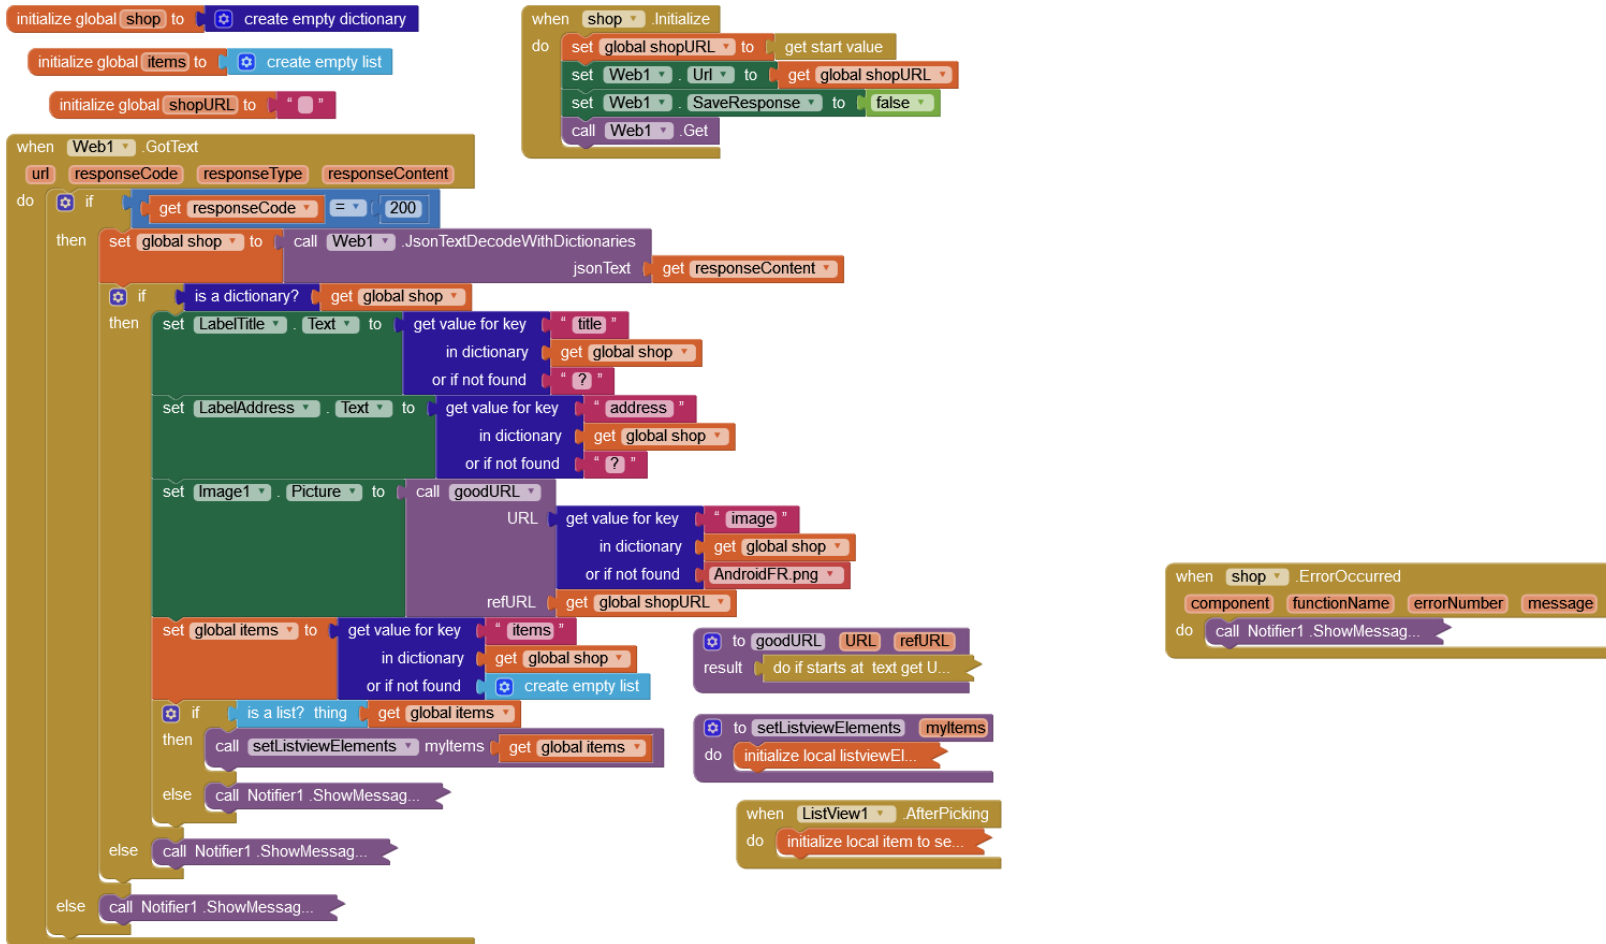 initialize global shop to create empty dictionary
initialize global items to create empty list
initialize global shopURL to " "
when shop .Initialize
do set global shopURL to get start value
set Web1 . Url to get global shopURL
set Web1 . SaveResponse to false
call Web1 .Get
when Web1 .GotText
url responseCode responseType responseContent
do if get responseCode = 200
then set global shop to call Web1 .JsonTextDecodeWithDictionaries
jsonText get responseContent
if is a dictionary? get global shop
then set LabelTitle . Text to get value for key " title "
in dictionary get global shop
or if not found " ? "
set LabelAddress . Text to get value for key " address "
in dictionary get global shop
or if not found " ? "
set Image1 . Picture to call goodURL
URL get value for key " image "
in dictionary get global shop
or if not found AndroidFR.png
refURL get global shopURL
set global items to get value for key " items "
in dictionary get global shop
or if not found create empty list
if is a list? thing get global items
then call setListviewElements myItems get global items
else call Notifier1 .ShowMessag...
else call Notifier1 .ShowMessag...
else call Notifier1 .ShowMessag...
to goodURL URL refURL
result do if starts at text get U...
to setListviewElements myItems
do initialize local listviewEl...
when ListView1 .AfterPicking
do initialize local item to se...
when shop .ErrorOccurred
component functionName errorNumber message
do call Notifier1 .ShowMessag...